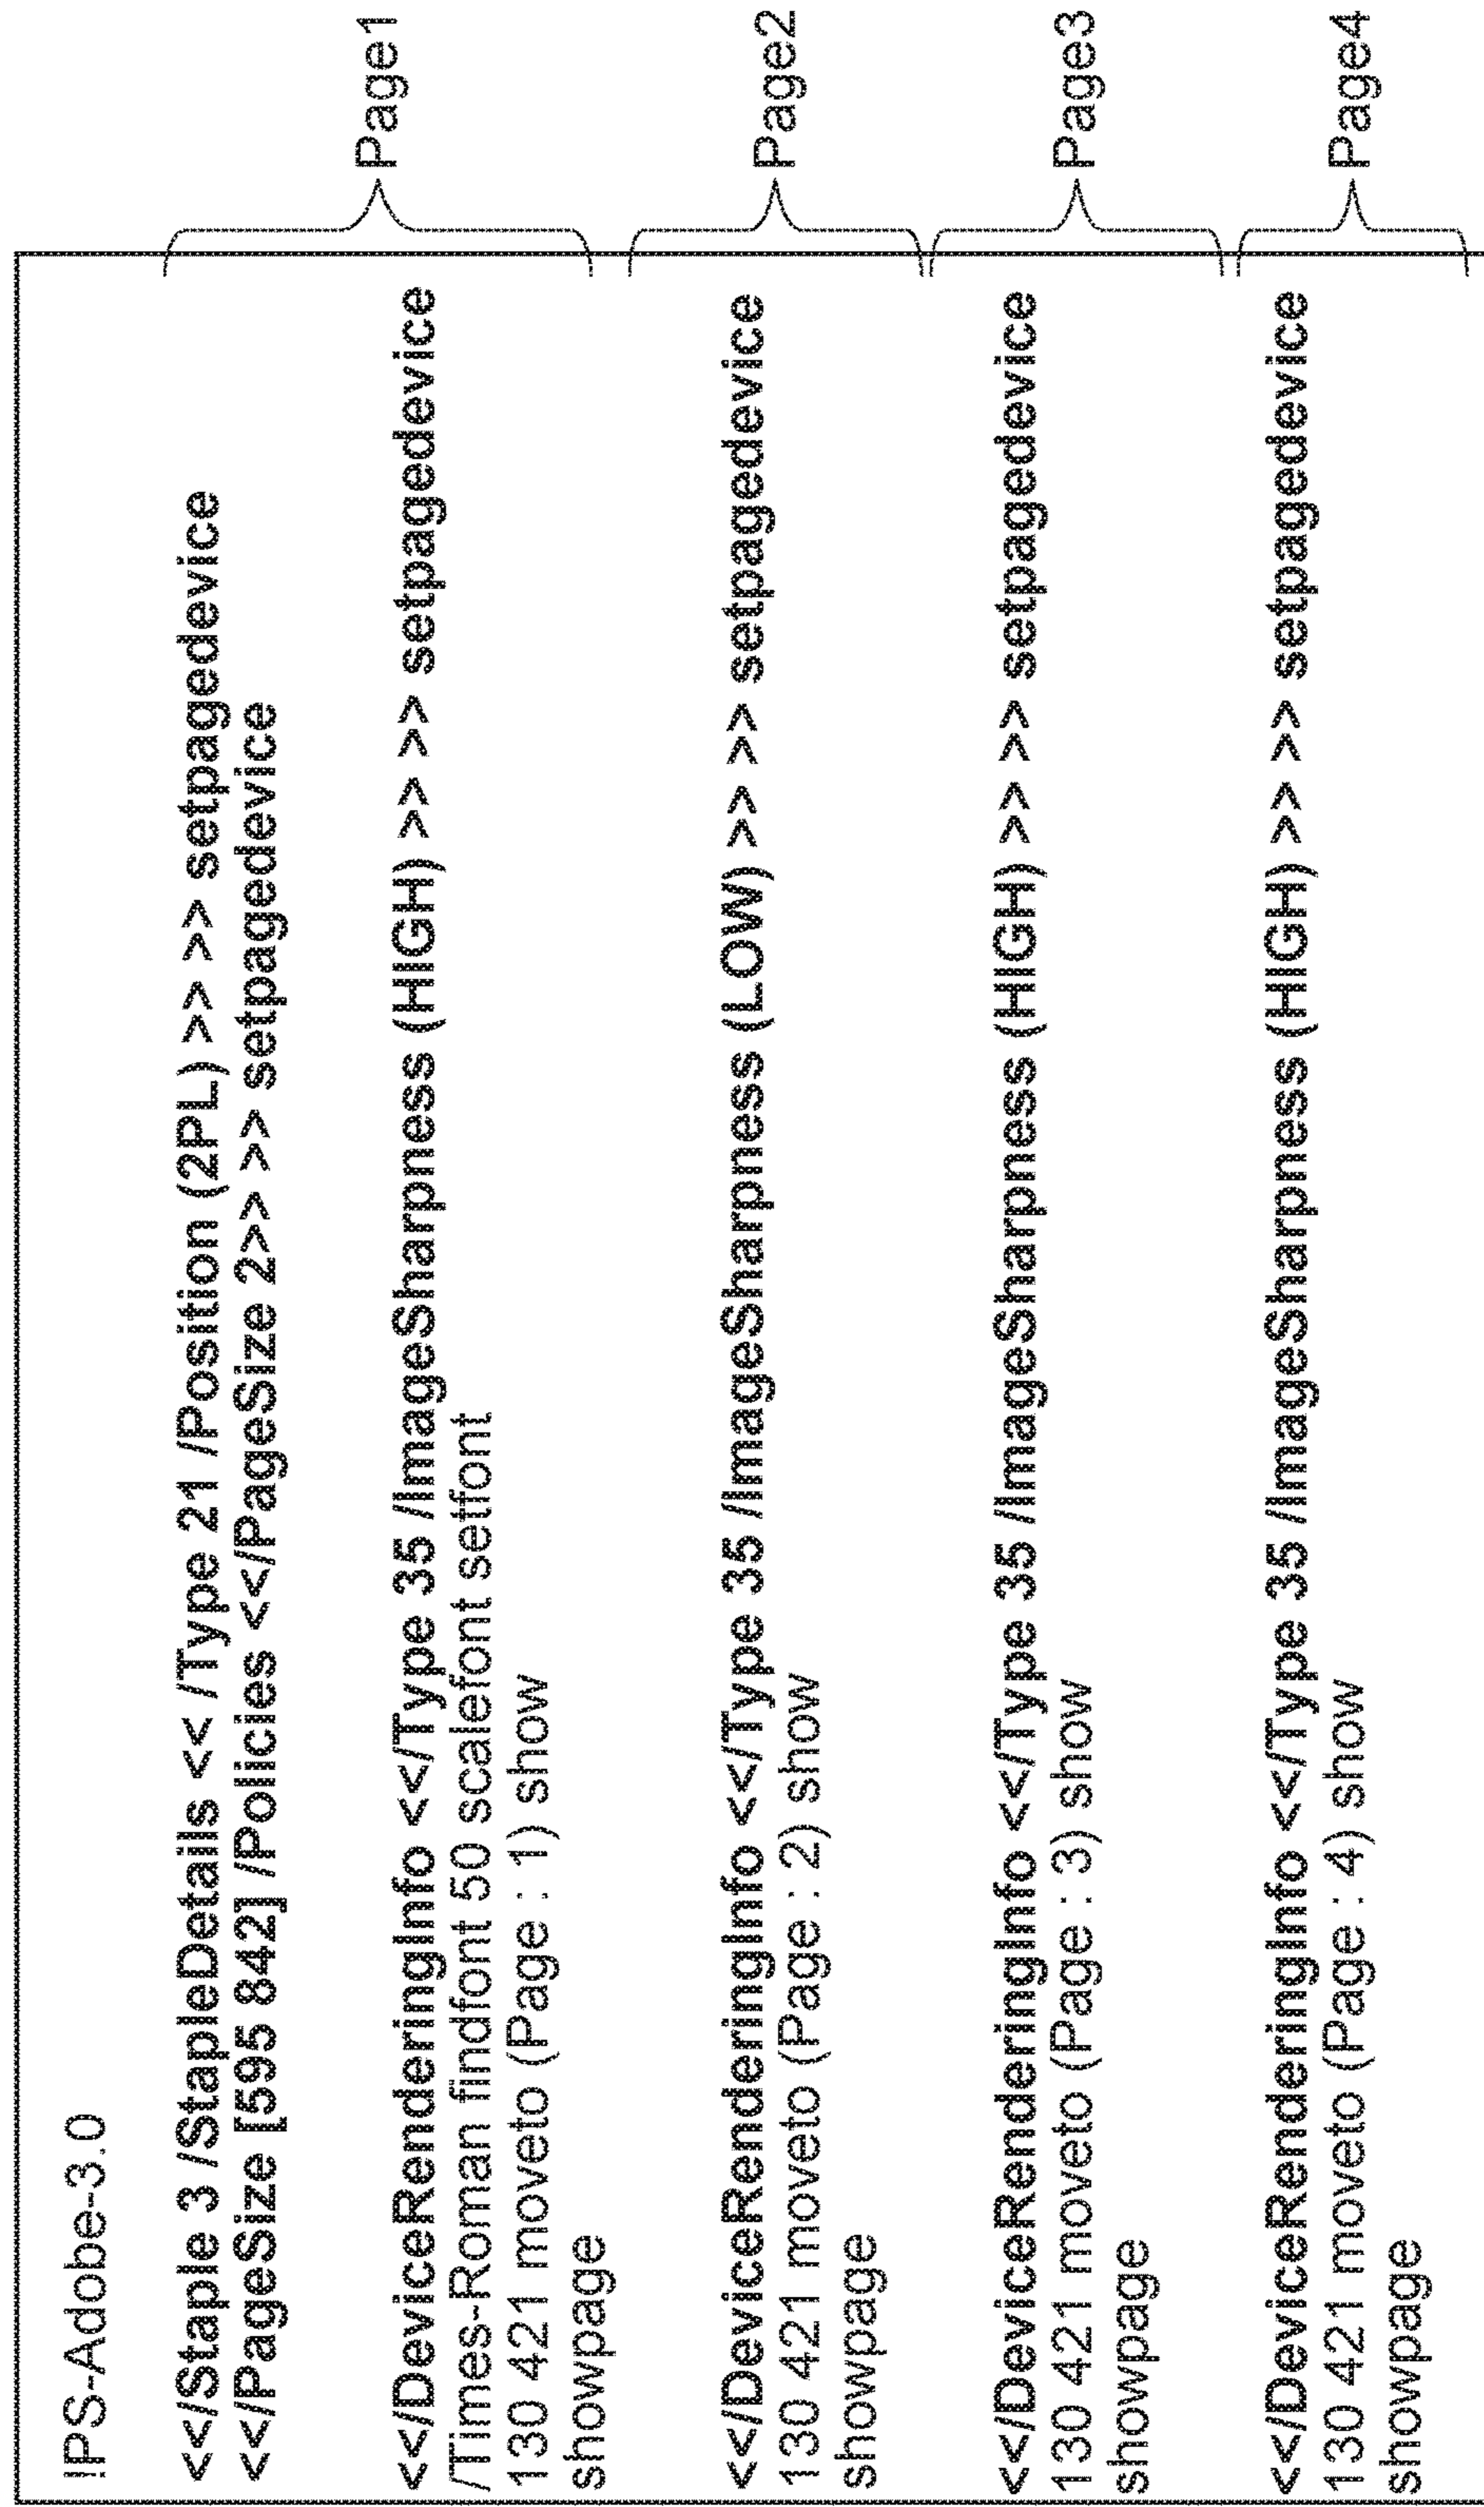 !PS-Adobe-3.0
<</Staple 3 /StapleDetails << /Type 21 /Position (2PL) >> >> setpagedevice
<</PageSize [595 842] /Policies <</PageSize 2>> >> setpagedevice
<</DeviceRenderingInfo <</Type 35 /ImageSharpness (HIGH) >> >> setpagedevice
/Times-Roman findfont 50 scalefont setfont
130 421 moveto (Page : 1) show
showpage
Page1
<</DeviceRenderingInfo <</Type 35 /ImageSharpness (LOW) >> >> setpagedevice
130 421 moveto (Page : 2) show
showpage
Page2
<</DeviceRenderingInfo <</Type 35 /ImageSharpness (HIGH) >> >> setpagedevice
130 421 moveto (Page : 3) show
showpage
Page3
<</DeviceRenderingInfo <</Type 35 /ImageSharpness (HIGH) >> >> setpagedevice
130 421 moveto (Page : 4) show
showpage
Page4